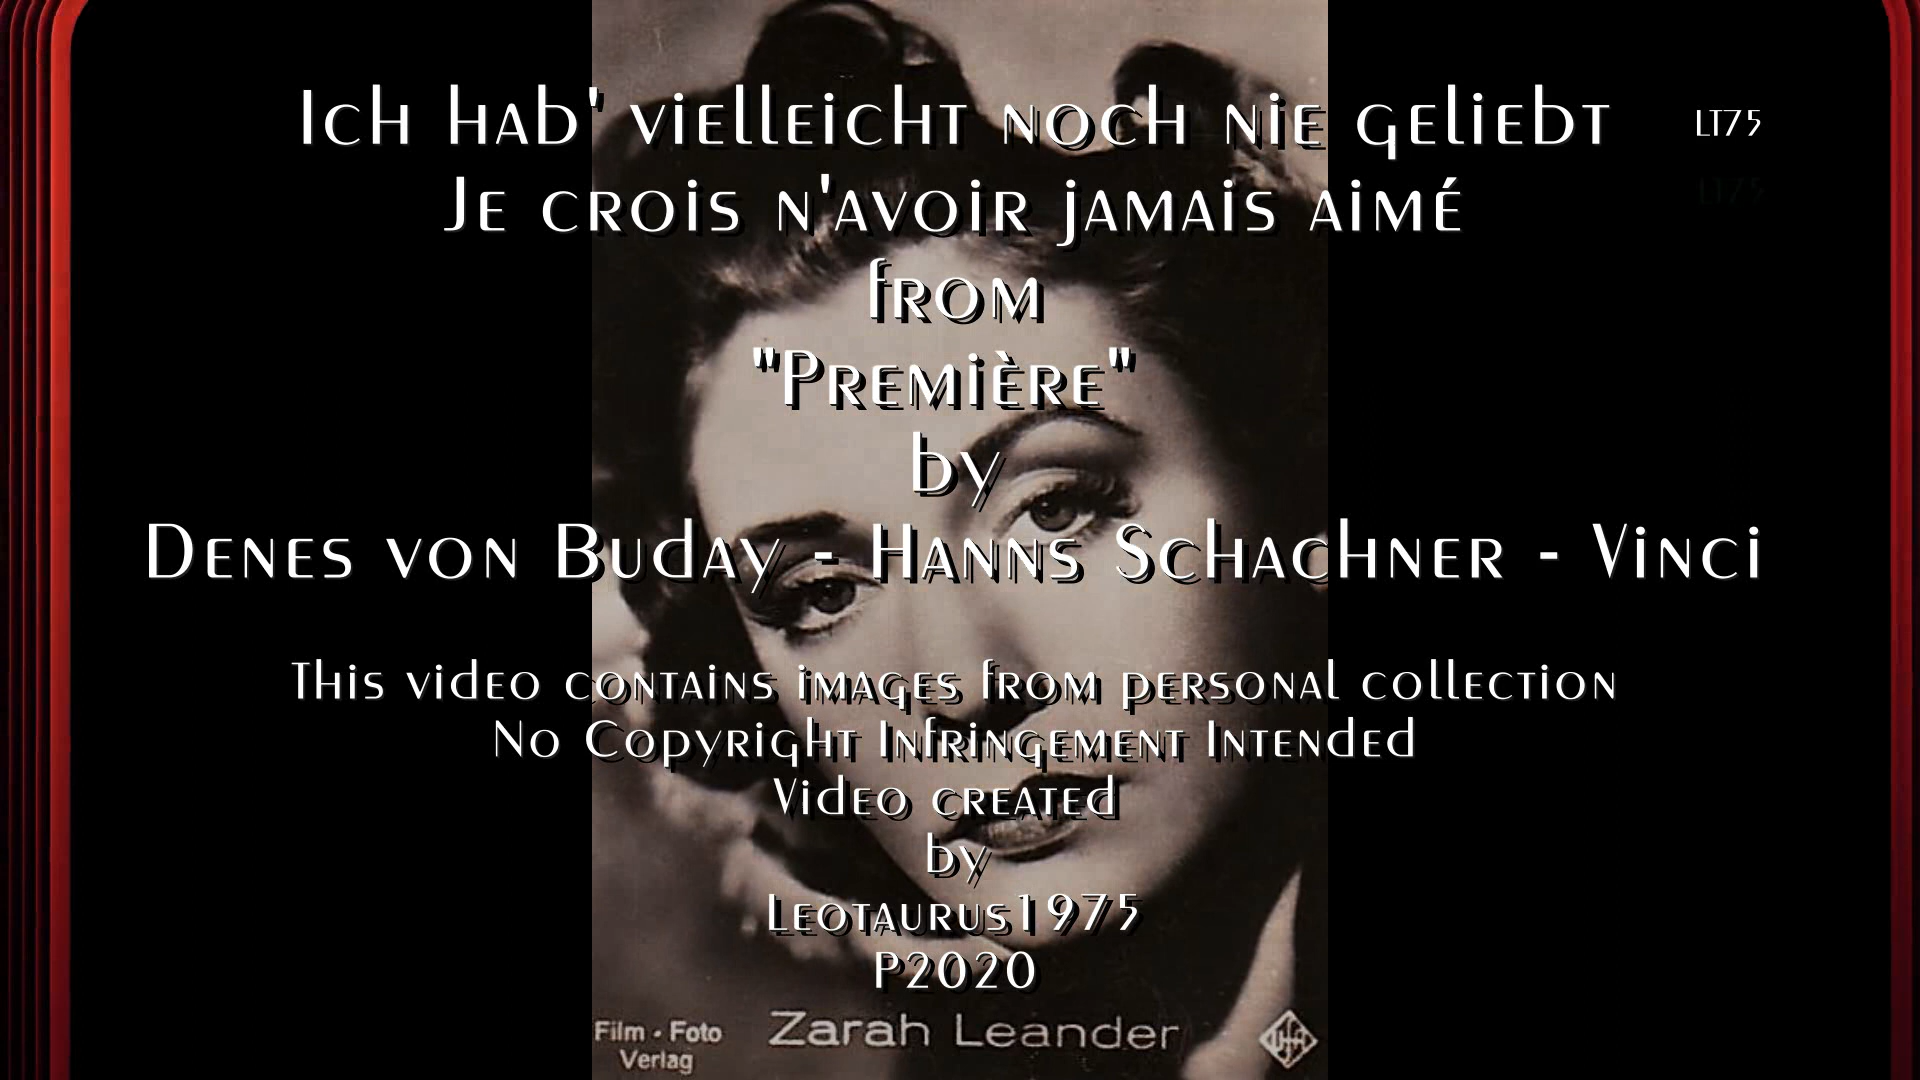 Ich hab' vielleicht noch nie geliebt
LT75
Je crois n'avoir jamais aimé
from
"Première"
by
Denes von Buday - Hanns Schachner - Vinci
This video contains images from personal collection
No Copyright Infringement Intended
Video created
by
Leotaurus1975
P2020
Film - Foto
Verlag
Zarah Leander
UFA